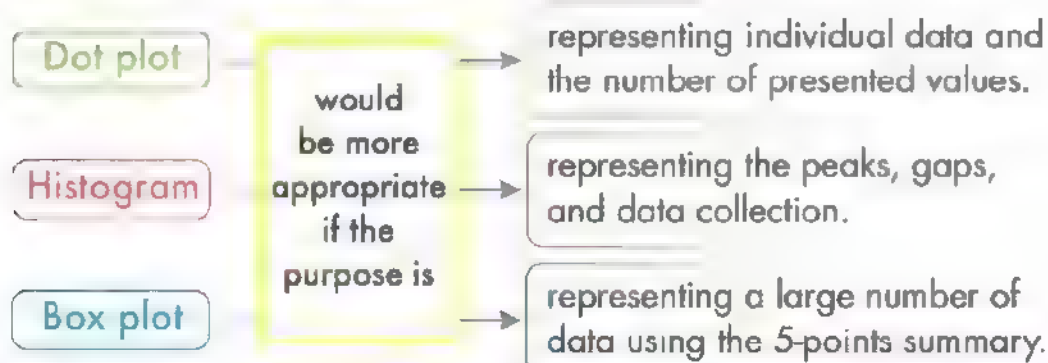 Dot plot
Histogram
Box plot
would
be more
appropriate
if the
purpose is
representing individual data and
the number of presented values.
representing the peaks, gaps,
and data collection.
representing a large number of
data using the 5-points summary.